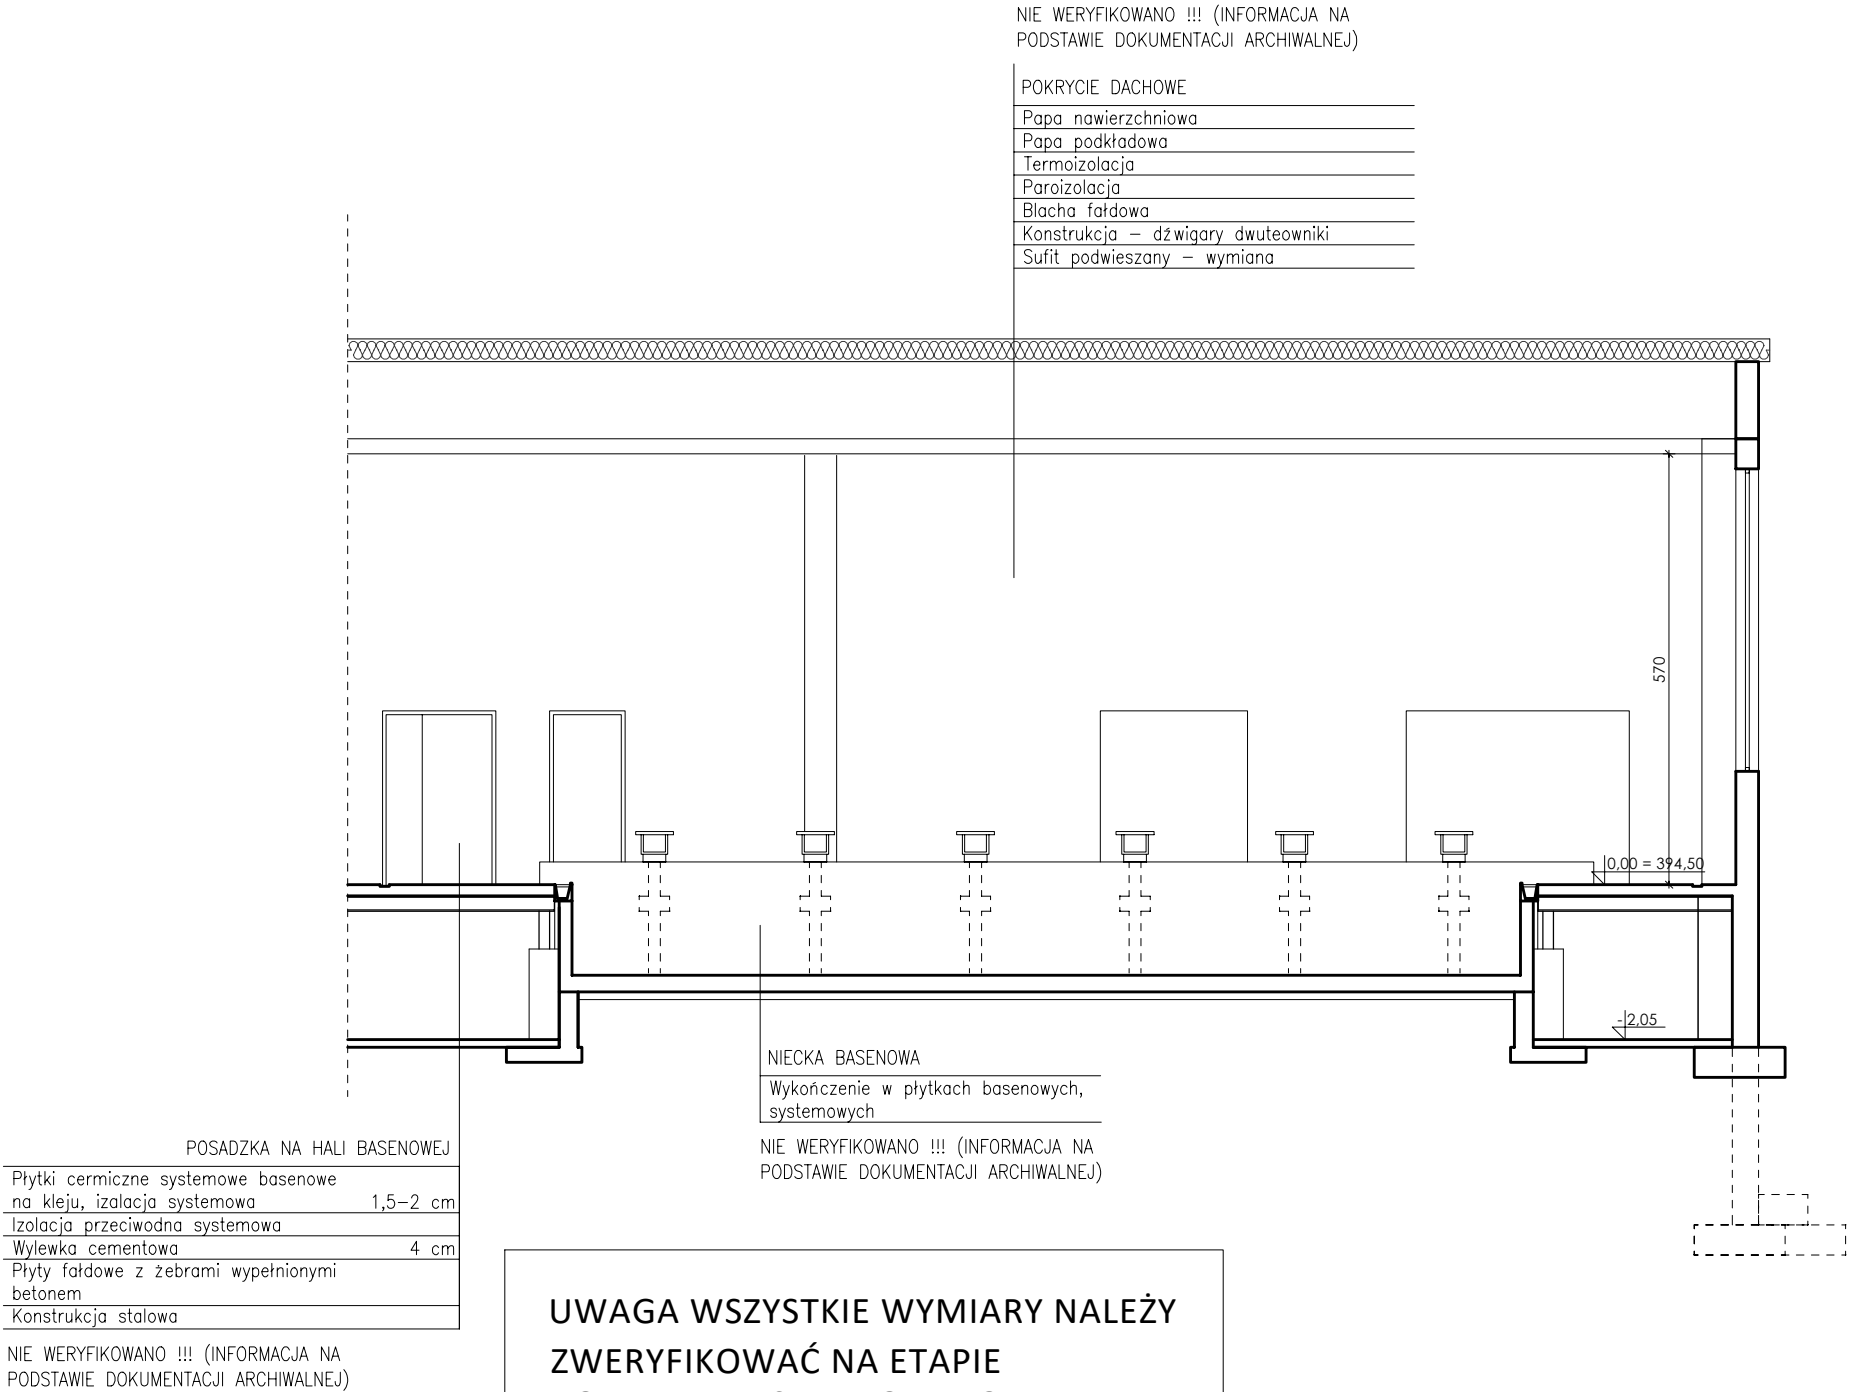 NIE WERYFIKOWANO !!! (INFORMACJA NA
PODSTAWIE DOKUMENTACJI ARCHIWALNEJ)
POKRYCIE DACHOWE
Papa nawierzchniowa
Papa podkładowa
Termoizolacja
Paroizolacja
Blacha fałdowa
Konstrukcja – dźwigary dwuteowniki
Sufit podwieszany – wymiana
570
0,00 = 394,50
-2,05
NIECKA BASENOWA
Wykończenie w płytkach basenowych,
systemowych
NIE WERYFIKOWANO !!! (INFORMACJA NA
PODSTAWIE DOKUMENTACJI ARCHIWALNEJ)
POSADZKA NA HALI BASENOWEJ
Płytki cermiczne systemowe basenowe
na kleju, izalacja systemowa 1,5–2 cm
Izolacja przeciwodna systemowa
Wylewka cementowa 4 cm
Płyty fałdowe z żebrami wypełnionymi
betonem
Konstrukcja stalowa
NIE WERYFIKOWANO !!! (INFORMACJA NA
PODSTAWIE DOKUMENTACJI ARCHIWALNEJ)
UWAGA WSZYSTKIE WYMIARY NALEŻY
ZWERYFIKOWAĆ NA ETAPIE